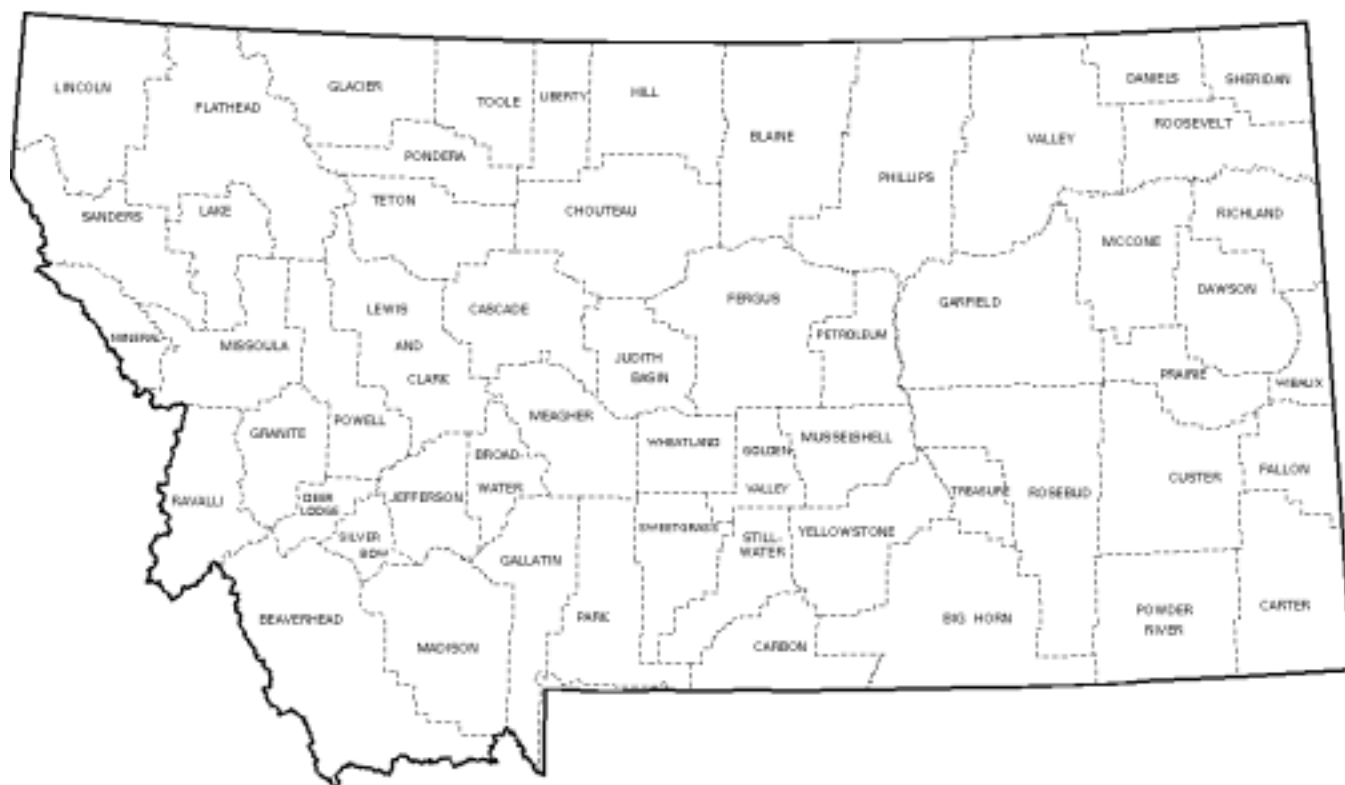 LINCOLN
FLATHEAD
GLACIER
TOOLE
LIBERTY
HILL
BLAINE
PHILLIPS
VALLEY
DANIELS
SHERIDAN
ROOSEVELT
PONDERA
TETON
CHOUTEAU
SANDERS
LAKE
RICHLAND
MCCONE
DAWSON
MINERAL
MISSOULA
LEWIS
AND
CLARK
CASCADE
JUDITH
BASIN
FERGUS
PETROLEUM
GARFIELD
PRAIRIE
WIBAUX
GRANITE
POWELL
MEAGHER
BROAD-
WATER
WHEATLAND
GOLDEN
VALLEY
MUSSELSHELL
RAVALLI
DEER
LODGE
JEFFERSON
TREASURE
ROSEBUD
CUSTER
FALLON
SILVER
BOW
GALLATIN
SWEETGRASS
STILL-
WATER
YELLOWSTONE
BEAVERHEAD
MADISON
PARK
CARBON
BIG HORN
POWDER
RIVER
CARTER